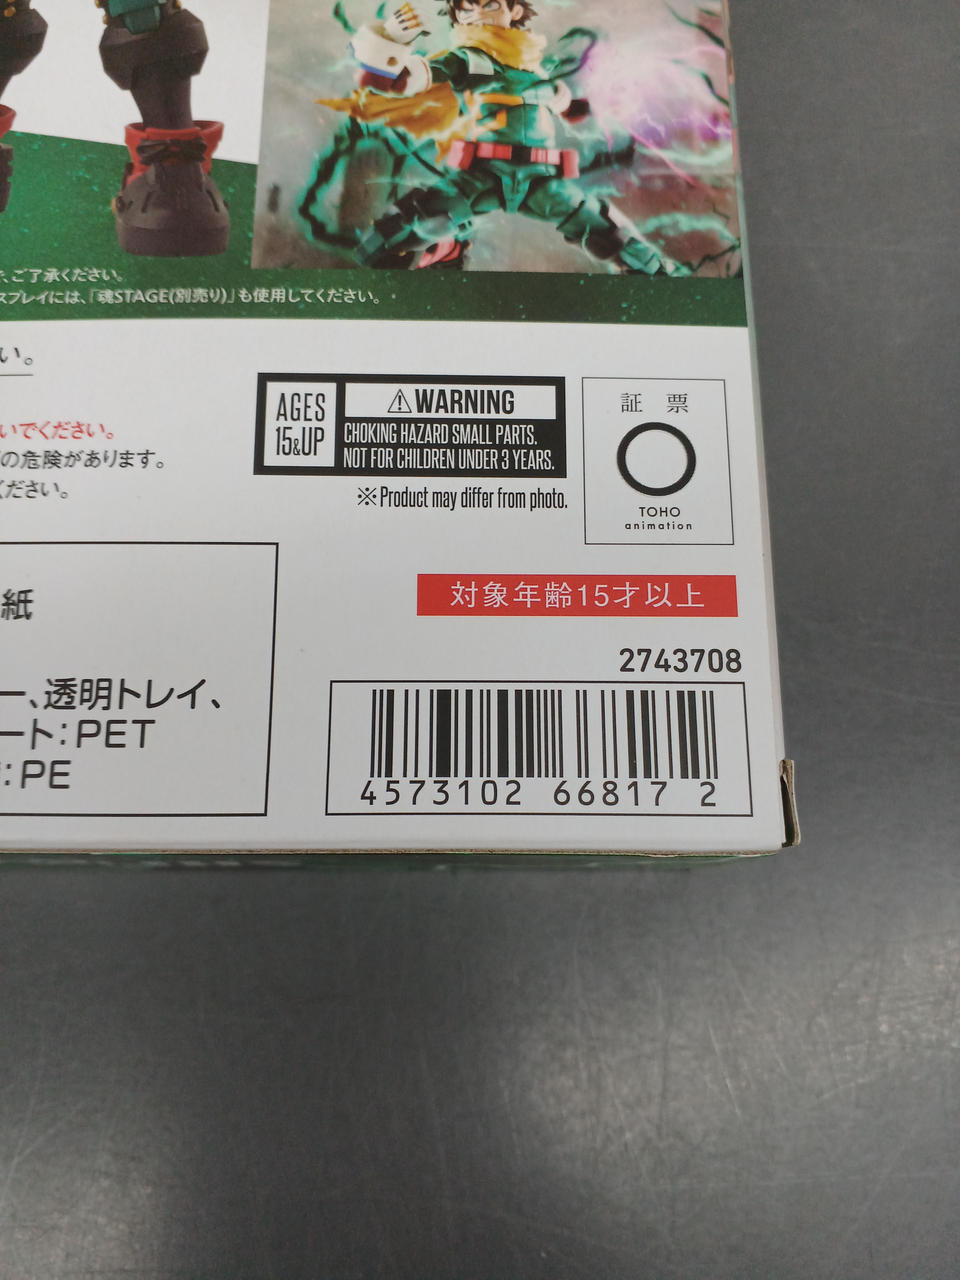 、ご了承ください。
スプレイには、「魂STAGE(別売り)」も使用してください。
い。
AGES
15&UP
⚠WARNING
CHOKING HAZARD SMALL PARTS.
NOT FOR CHILDREN UNDER 3 YEARS.
※Product may differ from photo.
証 票
TOHO
animation
いでください。
の危険があります。
ください。
対象年齢15才以上
紙
ー、透明トレイ、
ート:PET
:PE
2743708
4573102 66817 2